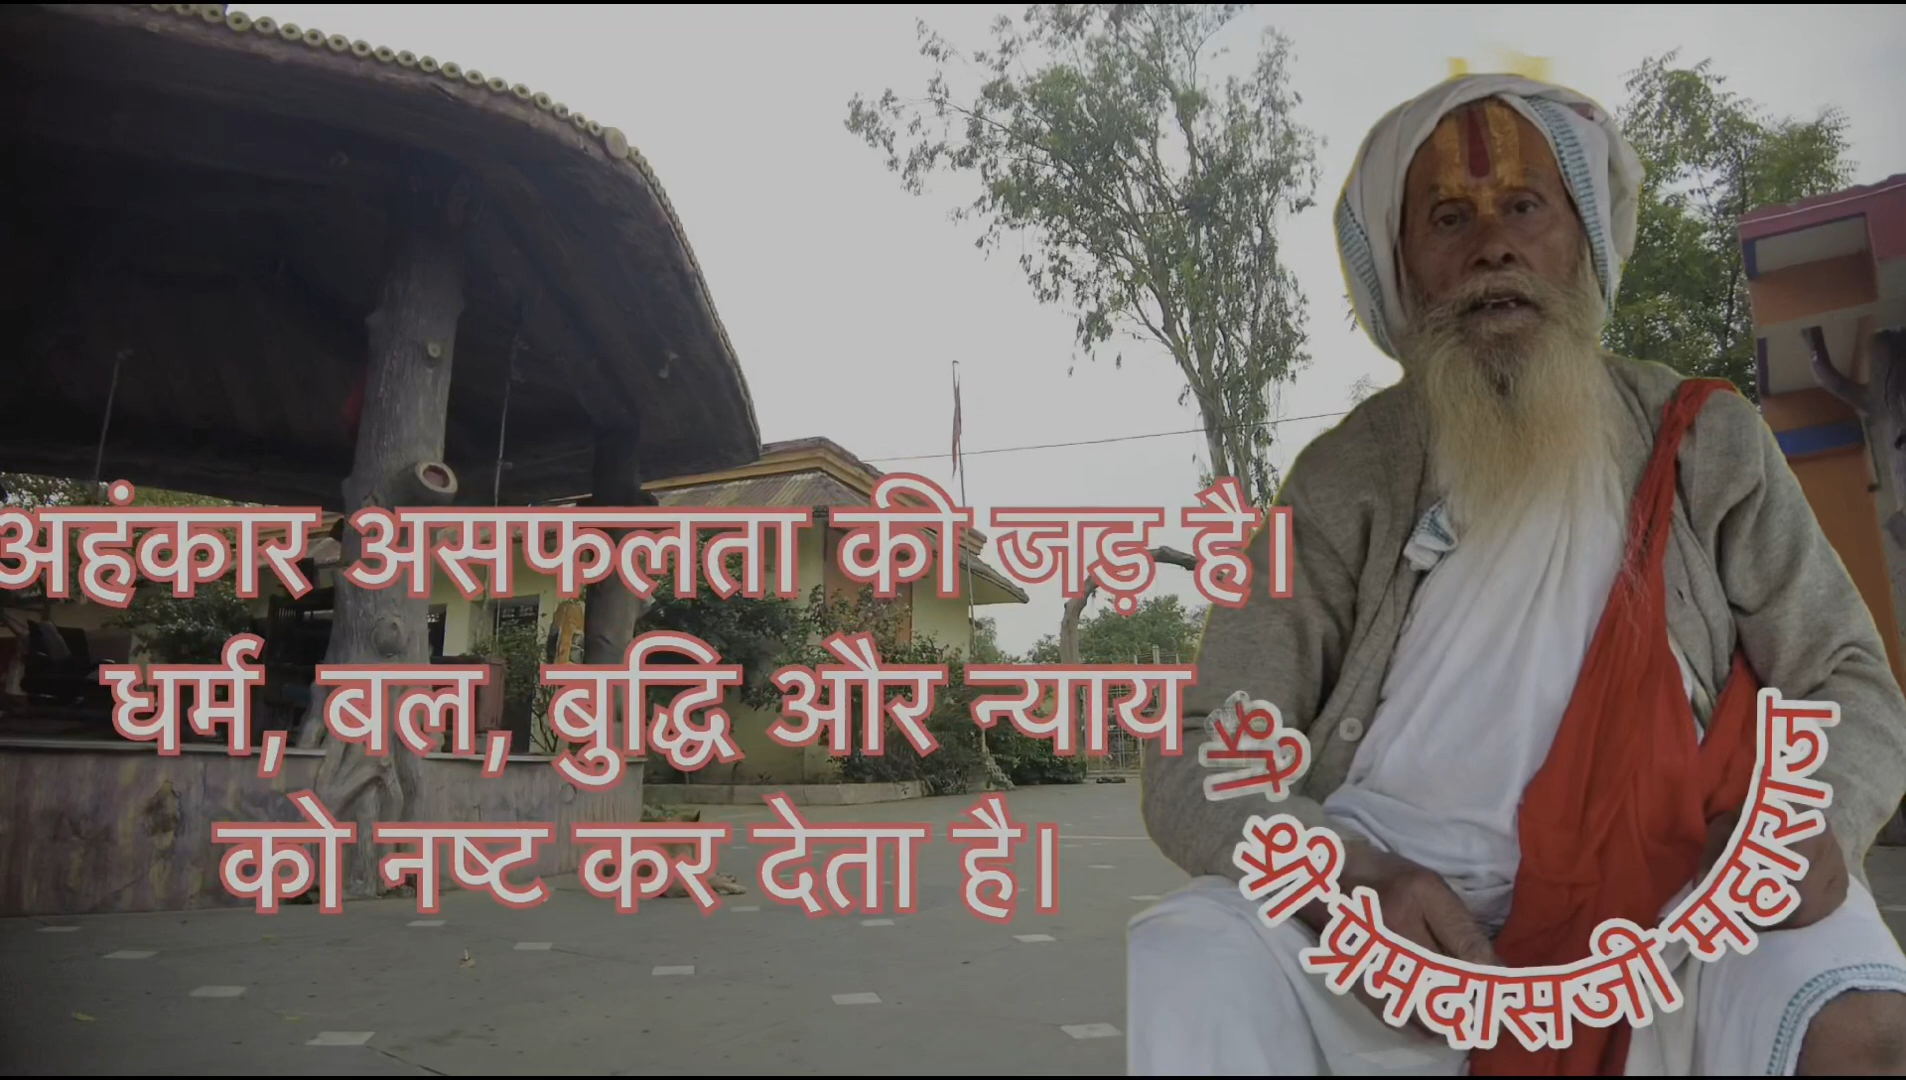 अहंकार असफलता की जड़ है।
धर्म, बल, बुद्धि और न्याय
को नष्ट कर देता है।
श्री प्रेमदासजी महाराज